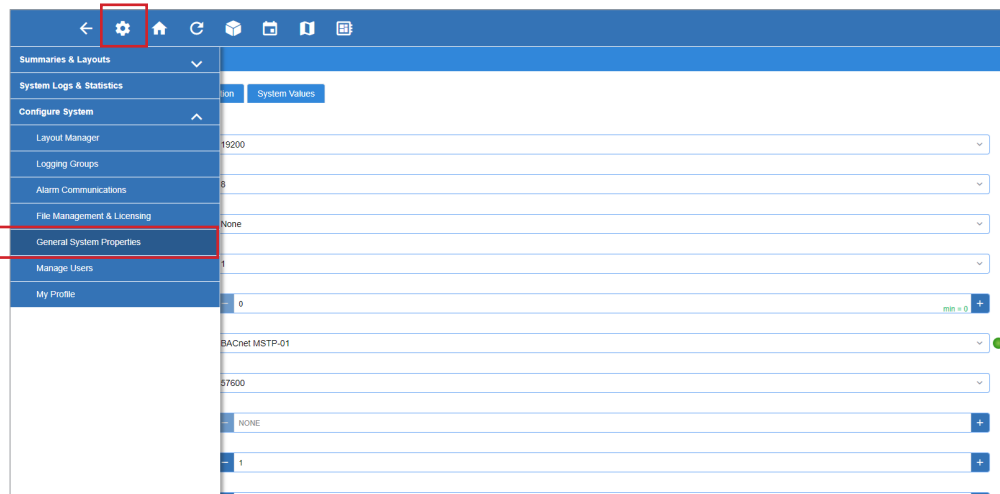 Summaries & Layouts
System Logs & Statistics
Configure System
Layout Manager
Logging Groups
Alarm Communications
File Management & Licensing
General System Properties
Manage Users
My Profile
tion
System Values
19200
8
None
1
− 0 min = 0 +
BACnet MSTP-01
57600
− NONE +
− 1 +